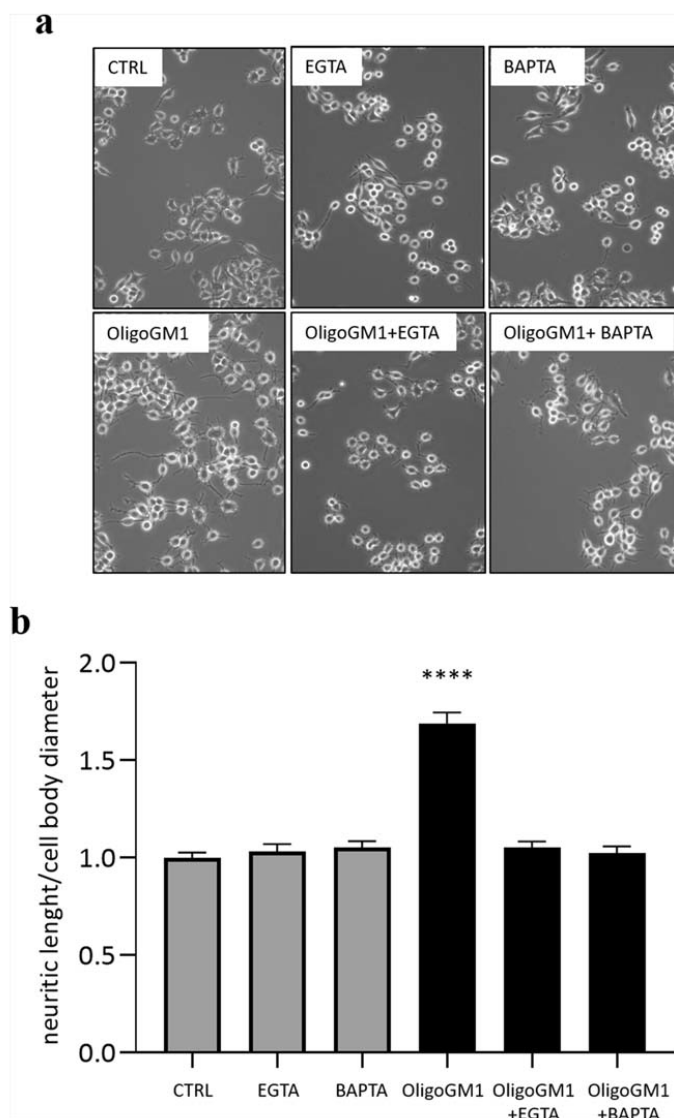 a
CTRL
EGTA
BAPTA
OligoGM1
OligoGM1+EGTA
OligoGM1+ BAPTA
b
neuritic lenght/cell body diameter
2.0
1.5
1.0
0.5
0.0
****
CTRL
EGTA
BAPTA
OligoGM1
OligoGM1
+EGTA
OligoGM1
+BAPTA